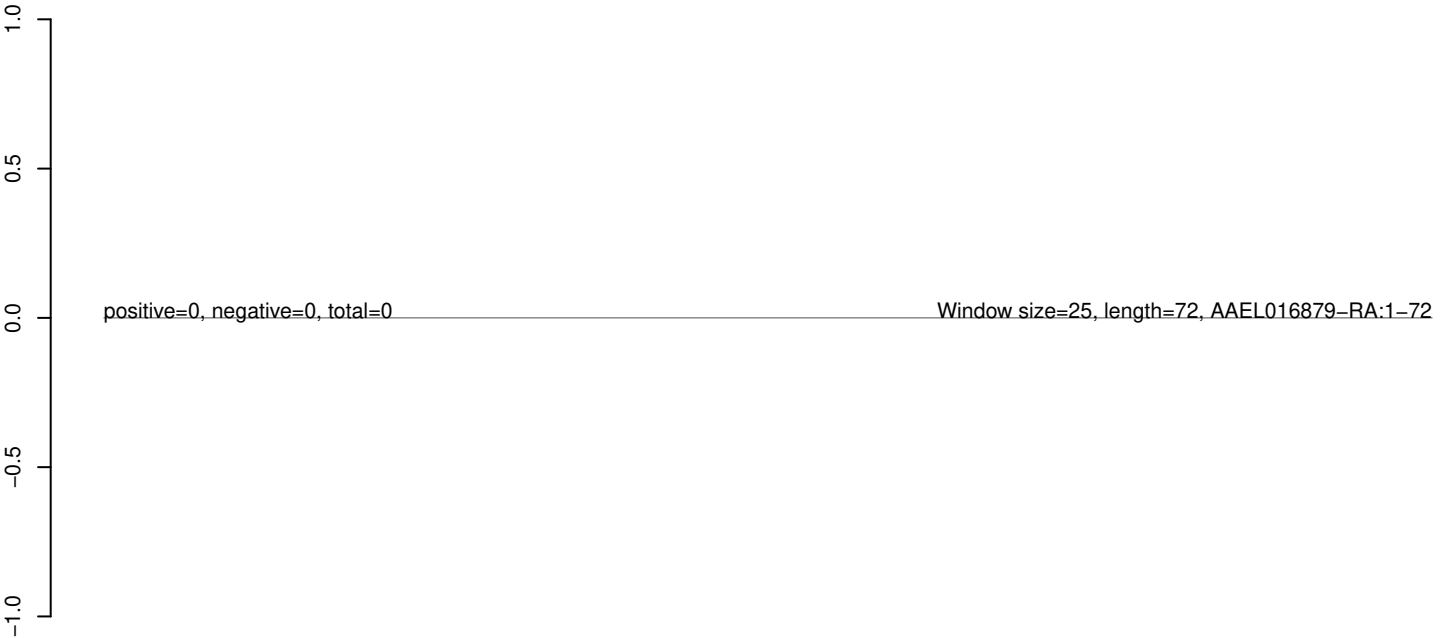 1.0
0.5
0.0
−0.5
−1.0
positive=0, negative=0, total=0
Window size=25, length=72, AAEL016879−RA:1−72